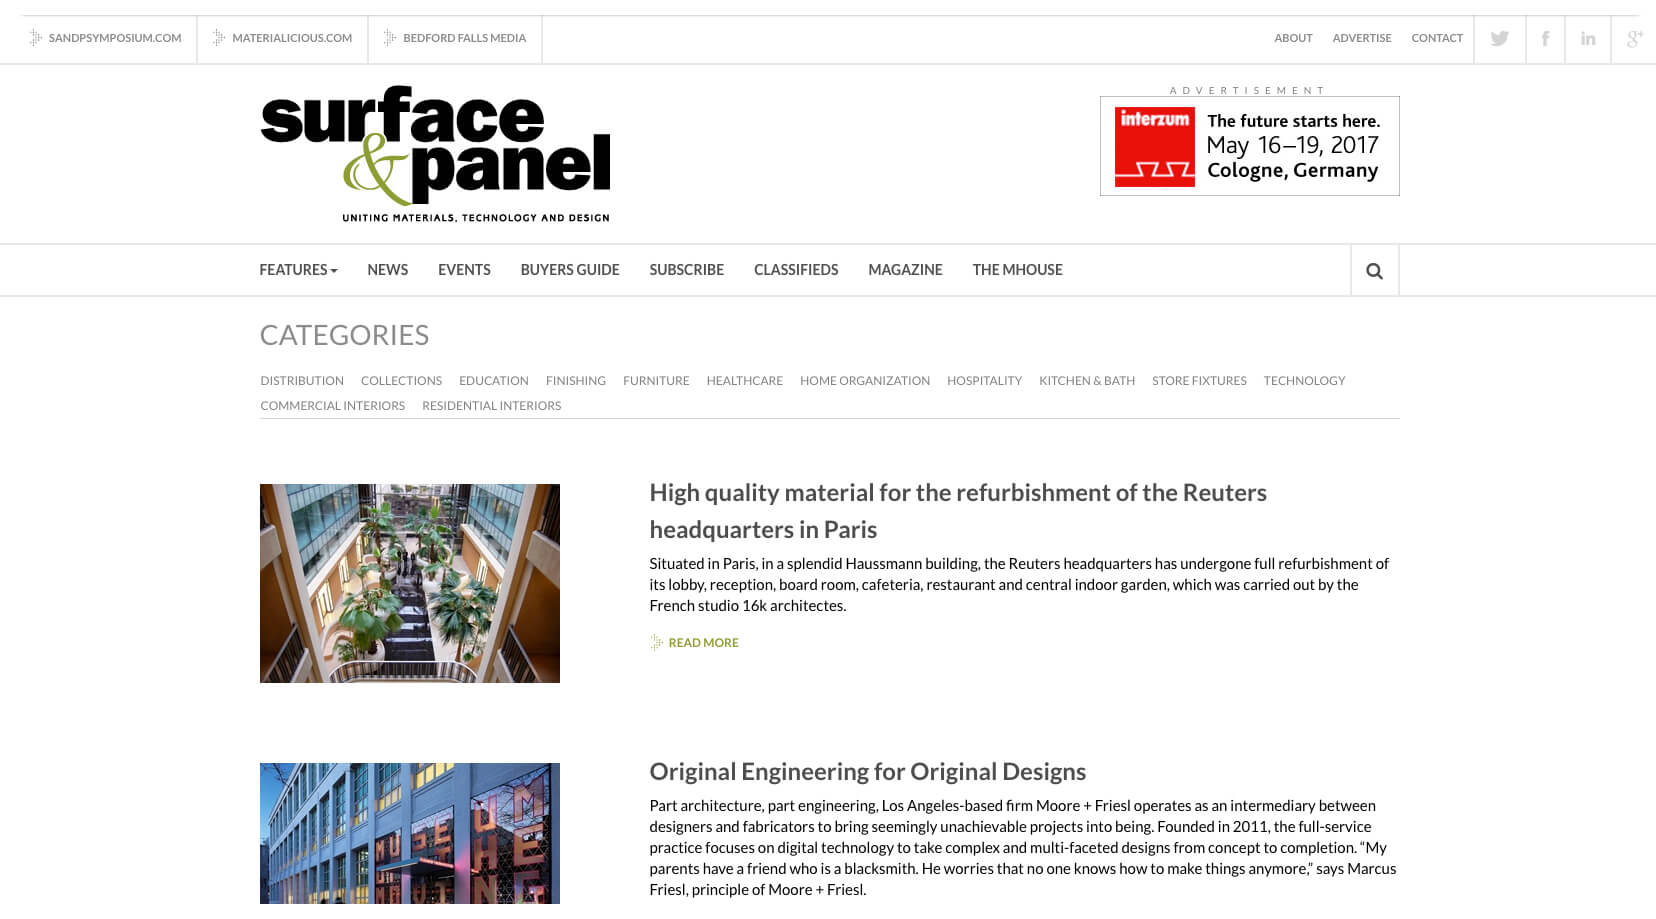 SANDPSYMPOSIUM.COM MATERIALICIOUS.COM BEDFORD FALLS MEDIA ABOUT ADVERTISE CONTACT
surface
&panel
UNITING MATERIALS, TECHNOLOGY AND DESIGN
ADVERTISEMENT
interzum
The future starts here.
May 16–19, 2017
Cologne, Germany
FEATURES NEWS EVENTS BUYERS GUIDE SUBSCRIBE CLASSIFIEDS MAGAZINE THE MHOUSE
CATEGORIES
DISTRIBUTION COLLECTIONS EDUCATION FINISHING FURNITURE HEALTHCARE HOME ORGANIZATION HOSPITALITY KITCHEN & BATH STORE FIXTURES TECHNOLOGY
COMMERCIAL INTERIORS RESIDENTIAL INTERIORS
High quality material for the refurbishment of the Reuters
headquarters in Paris
Situated in Paris, in a splendid Haussmann building, the Reuters headquarters has undergone full refurbishment of
its lobby, reception, board room, cafeteria, restaurant and central indoor garden, which was carried out by the
French studio 16k architectes.
READ MORE
Original Engineering for Original Designs
Part architecture, part engineering, Los Angeles-based firm Moore + Friesl operates as an intermediary between
designers and fabricators to bring seemingly unachievable projects into being. Founded in 2011, the full-service
practice focuses on digital technology to take complex and multi-faceted designs from concept to completion. “My
parents have a friend who is a blacksmith. He worries that no one knows how to make things anymore,” says Marcus
Friesl, principle of Moore + Friesl.